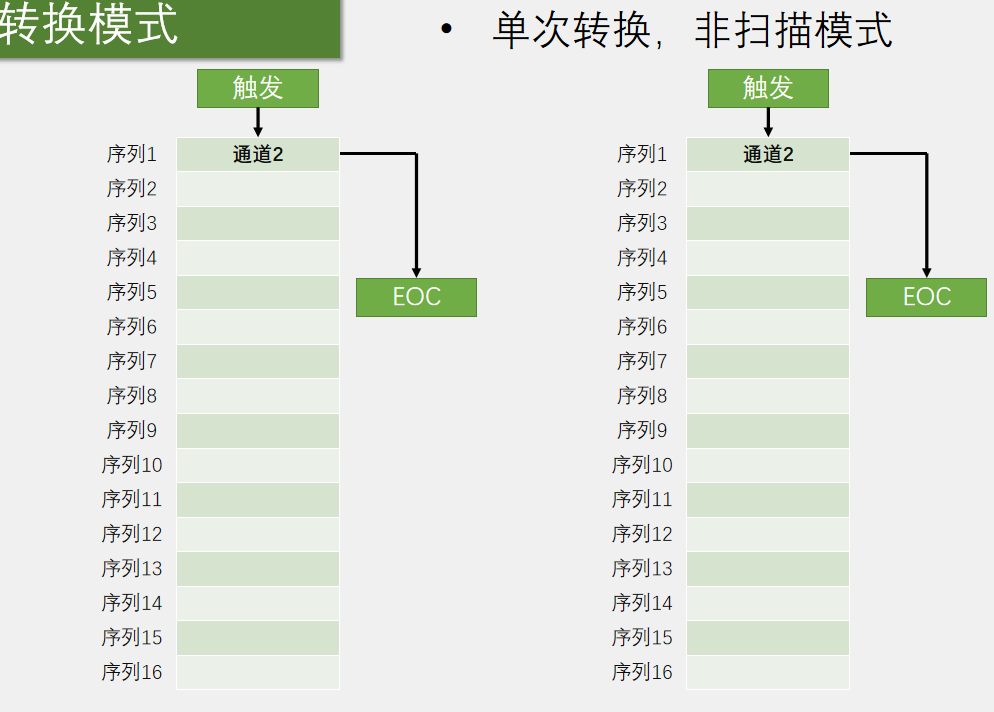 转换模式
• 单次转换，非扫描模式
触发
序列1 通道2
序列2
序列3
序列4
序列5
EOC
序列6
序列7
序列8
序列9
序列10
序列11
序列12
序列13
序列14
序列15
序列16
触发
序列1 通道2
序列2
序列3
序列4
序列5
EOC
序列6
序列7
序列8
序列9
序列10
序列11
序列12
序列13
序列14
序列15
序列16